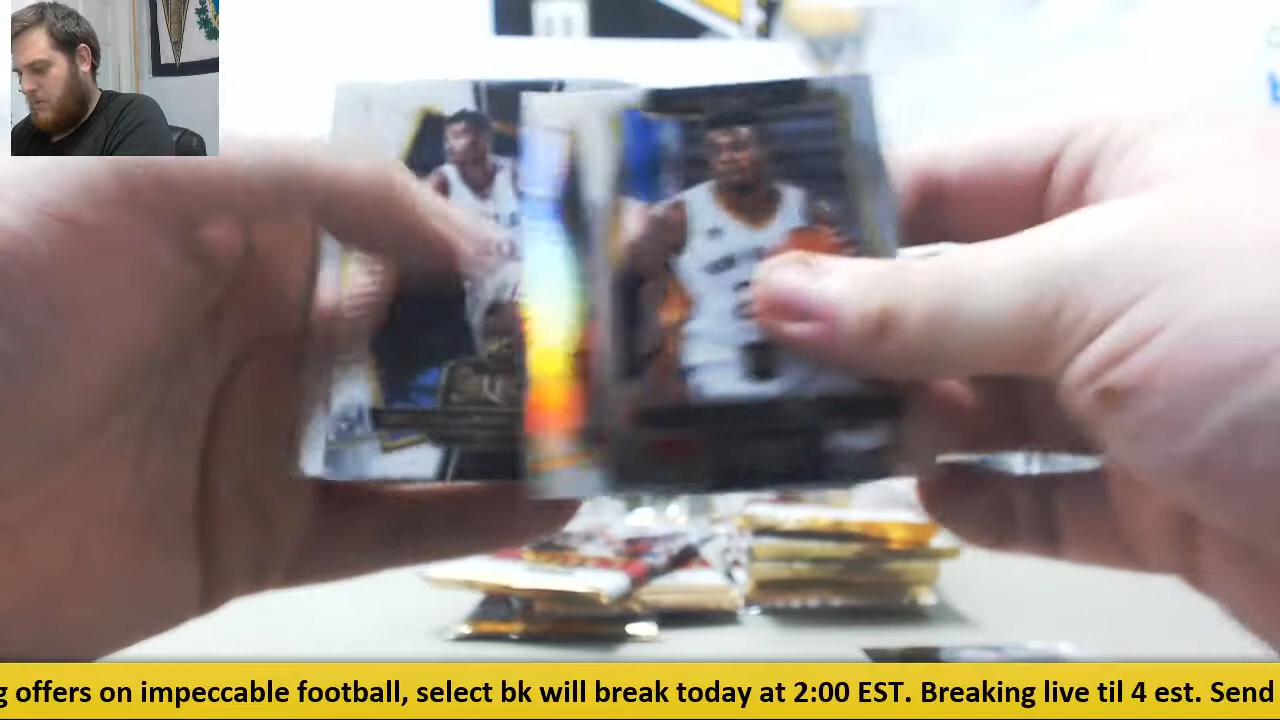 g offers on impeccable football, select bk will break today at 2:00 EST. Breaking live til 4 est. Send